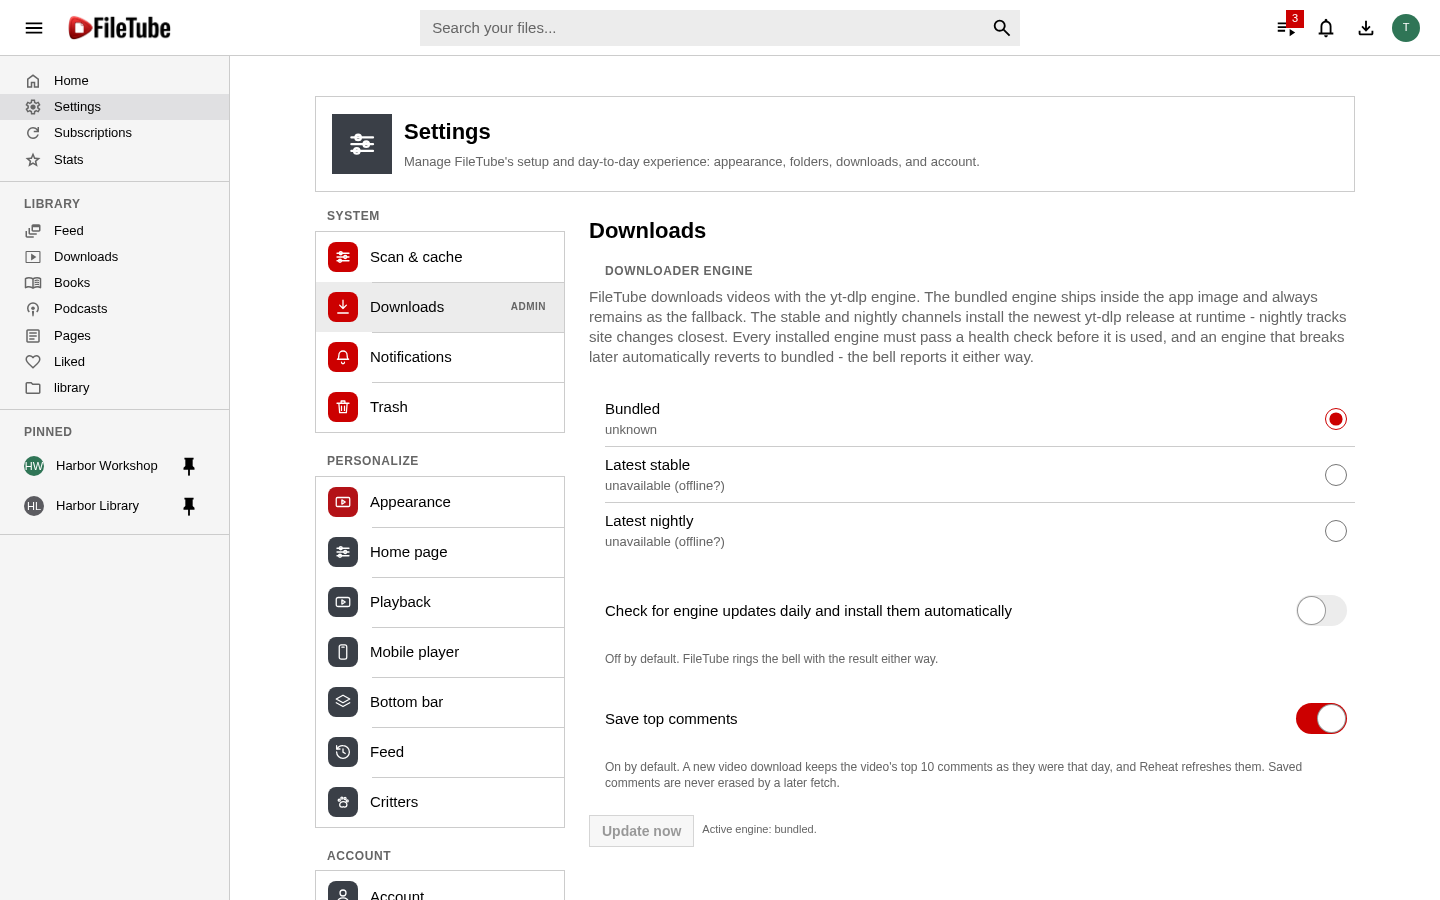 FileTube
Search your files...
3
T
Home
Settings
Subscriptions
Stats
LIBRARY
Feed
Downloads
Books
Podcasts
Pages
Liked
library
PINNED
HW Harbor Workshop
HL Harbor Library
Settings
Manage FileTube's setup and day-to-day experience: appearance, folders, downloads, and account.
SYSTEM
Scan & cache
Downloads ADMIN
Notifications
Trash
PERSONALIZE
Appearance
Home page
Playback
Mobile player
Bottom bar
Feed
Critters
ACCOUNT
Account
Downloads
DOWNLOADER ENGINE
FileTube downloads videos with the yt-dlp engine. The bundled engine ships inside the app image and always
remains as the fallback. The stable and nightly channels install the newest yt-dlp release at runtime - nightly tracks
site changes closest. Every installed engine must pass a health check before it is used, and an engine that breaks
later automatically reverts to bundled - the bell reports it either way.
Bundled
unknown
Latest stable
unavailable (offline?)
Latest nightly
unavailable (offline?)
Check for engine updates daily and install them automatically
Off by default. FileTube rings the bell with the result either way.
Save top comments
On by default. A new video download keeps the video's top 10 comments as they were that day, and Reheat refreshes them. Saved
comments are never erased by a later fetch.
Update now Active engine: bundled.